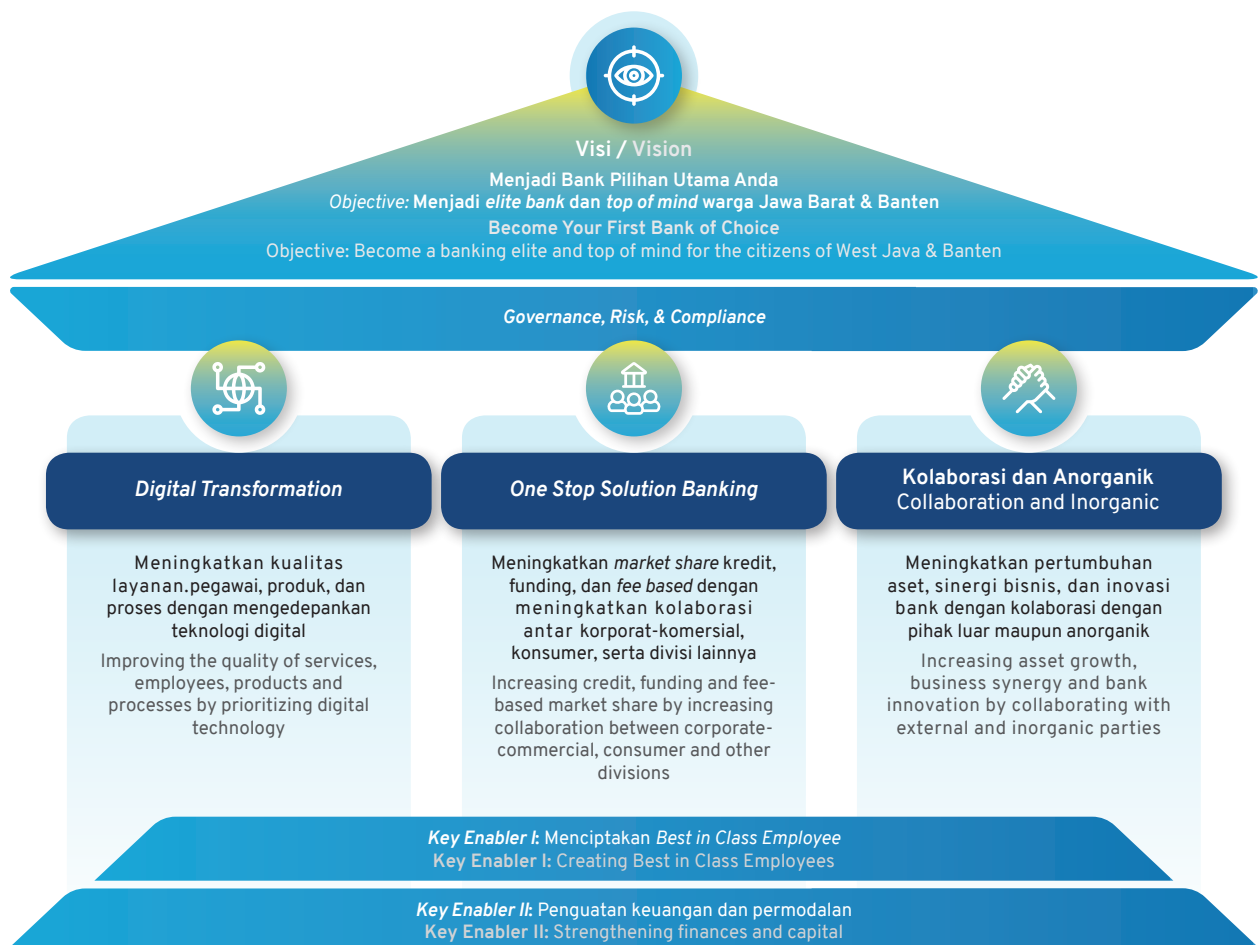 Visi / Vision
Menjadi Bank Pilihan Utama Anda
Objective: Menjadi elite bank dan top of mind warga Jawa Barat & Banten
Become Your First Bank of Choice
Objective: Become a banking elite and top of mind for the citizens of West Java & Banten
Governance, Risk, & Compliance
Digital Transformation
Meningkatkan kualitas
layanan.pegawai, produk, dan
proses dengan mengedepankan
teknologi digital
Improving the quality of services,
employees, products and
processes by prioritizing digital
technology
One Stop Solution Banking
Meningkatkan market share kredit,
funding, dan fee based dengan
meningkatkan kolaborasi
antar korporat-komersial,
konsumer, serta divisi lainnya
Increasing credit, funding and fee-
based market share by increasing
collaboration between corporate-
commercial, consumer and other
divisions
Kolaborasi dan Anorganik
Collaboration and Inorganic
Meningkatkan pertumbuhan
aset, sinergi bisnis, dan inovasi
bank dengan kolaborasi dengan
pihak luar maupun anorganik
Increasing asset growth,
business synergy and bank
innovation by collaborating with
external and inorganic parties
Key Enabler I: Menciptakan Best in Class Employee
Key Enabler I: Creating Best in Class Employees
Key Enabler II: Penguatan keuangan dan permodalan
Key Enabler II: Strengthening finances and capital